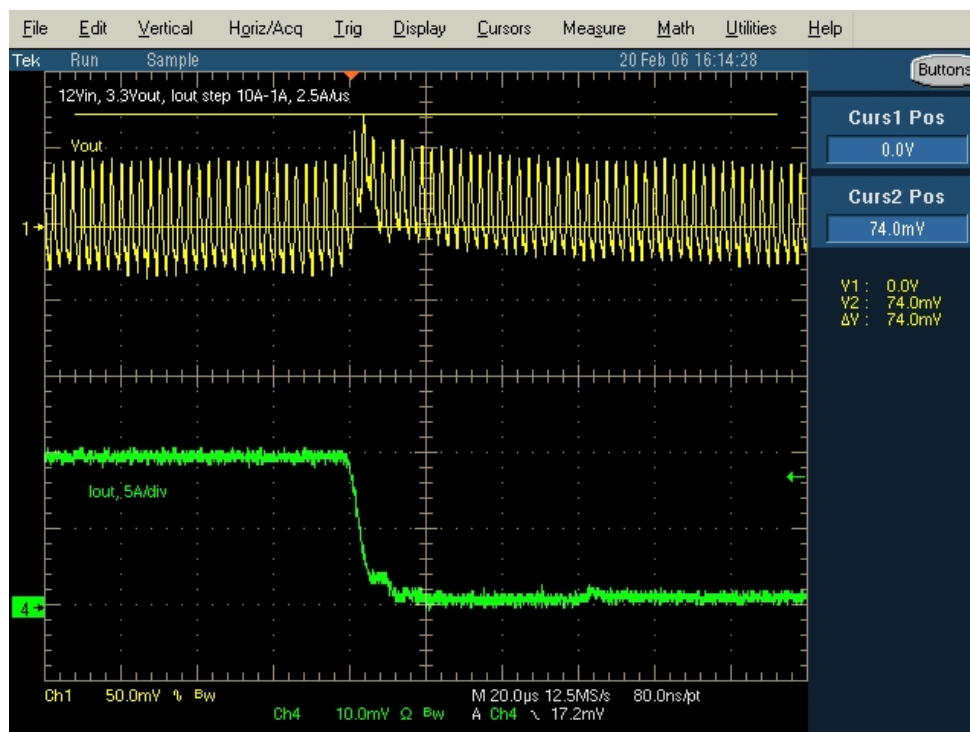 File Edit Vertical Horiz/Acq Trig Display Cursors Measure Math Utilities Help
Tek Run Sample 20 Feb 06 16:14:28
Buttons
12Vin, 3.3Vout, Iout step 10A-1A, 2.5A/us
Curs1 Pos
0.0V
Vout
Curs2 Pos
1
74.0mV
V1 : 0.0V
V2 : 74.0mV
ΔV : 74.0mV
Iout, 5A/div
4
Ch1 50.0mV Bw M 20.0µs 12.5MS/s 80.0ns/pt
Ch4 10.0mV Ω Bw A Ch4 \ 17.2mV